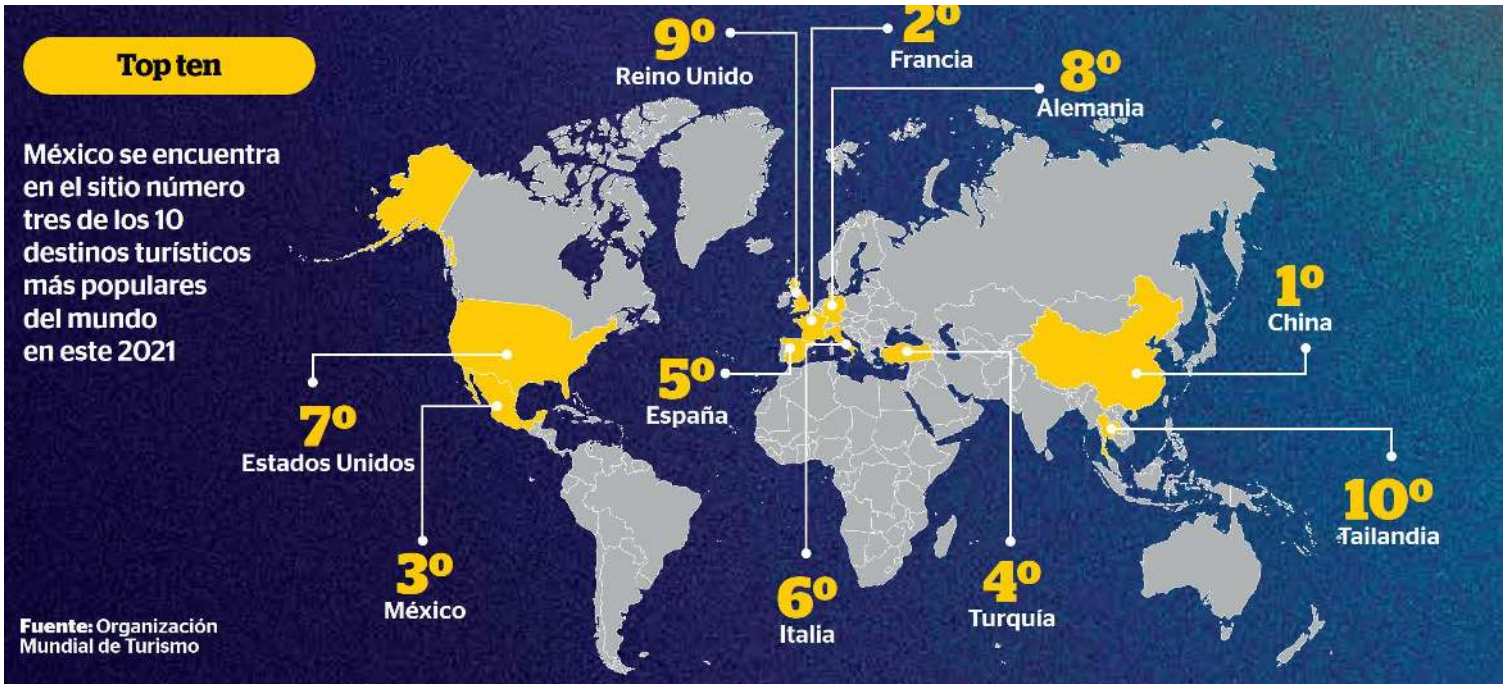 Top ten
México se encuentra
en el sitio número
tres de los 10
destinos turísticos
más populares
del mundo
en este 2021
9º
Reino Unido
2º
Francia
8º
Alemania
1º
China
7º
Estados Unidos
5º
España
10º
Tailandia
3º
México
6º
Italia
4º
Turquía
Fuente: Organización
Mundial de Turismo